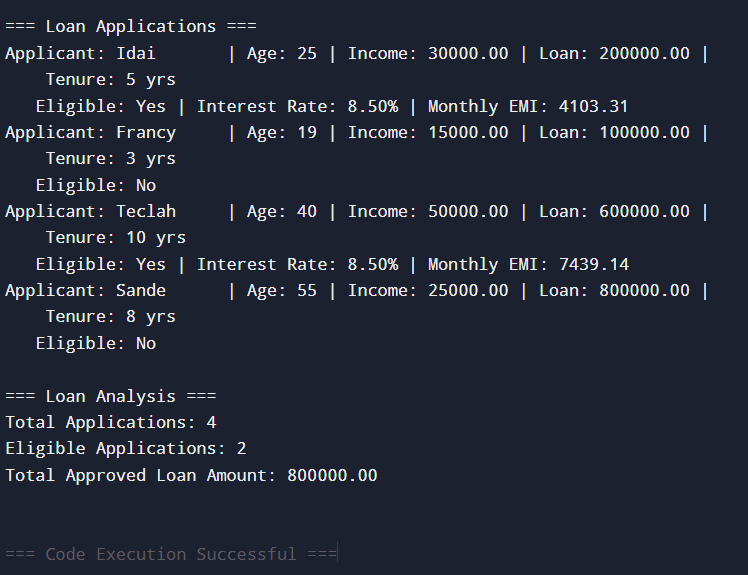 === Loan Applications ===
Applicant: Idai       | Age: 25 | Income: 30000.00 | Loan: 200000.00 |
    Tenure: 5 yrs
   Eligible: Yes | Interest Rate: 8.50% | Monthly EMI: 4103.31
Applicant: Francy     | Age: 19 | Income: 15000.00 | Loan: 100000.00 |
    Tenure: 3 yrs
   Eligible: No
Applicant: Teclah     | Age: 40 | Income: 50000.00 | Loan: 600000.00 |
    Tenure: 10 yrs
   Eligible: Yes | Interest Rate: 8.50% | Monthly EMI: 7439.14
Applicant: Sande      | Age: 55 | Income: 25000.00 | Loan: 800000.00 |
    Tenure: 8 yrs
   Eligible: No
=== Loan Analysis ===
Total Applications: 4
Eligible Applications: 2
Total Approved Loan Amount: 800000.00
=== Code Execution Successful ===